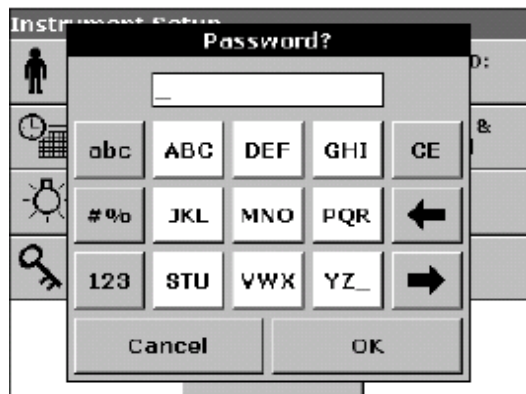 Instrument Setup
Password?
D:
_
&
abc ABC DEF GHI CE
#% JKL MNO PQR
123 STU VWX YZ_
Cancel OK